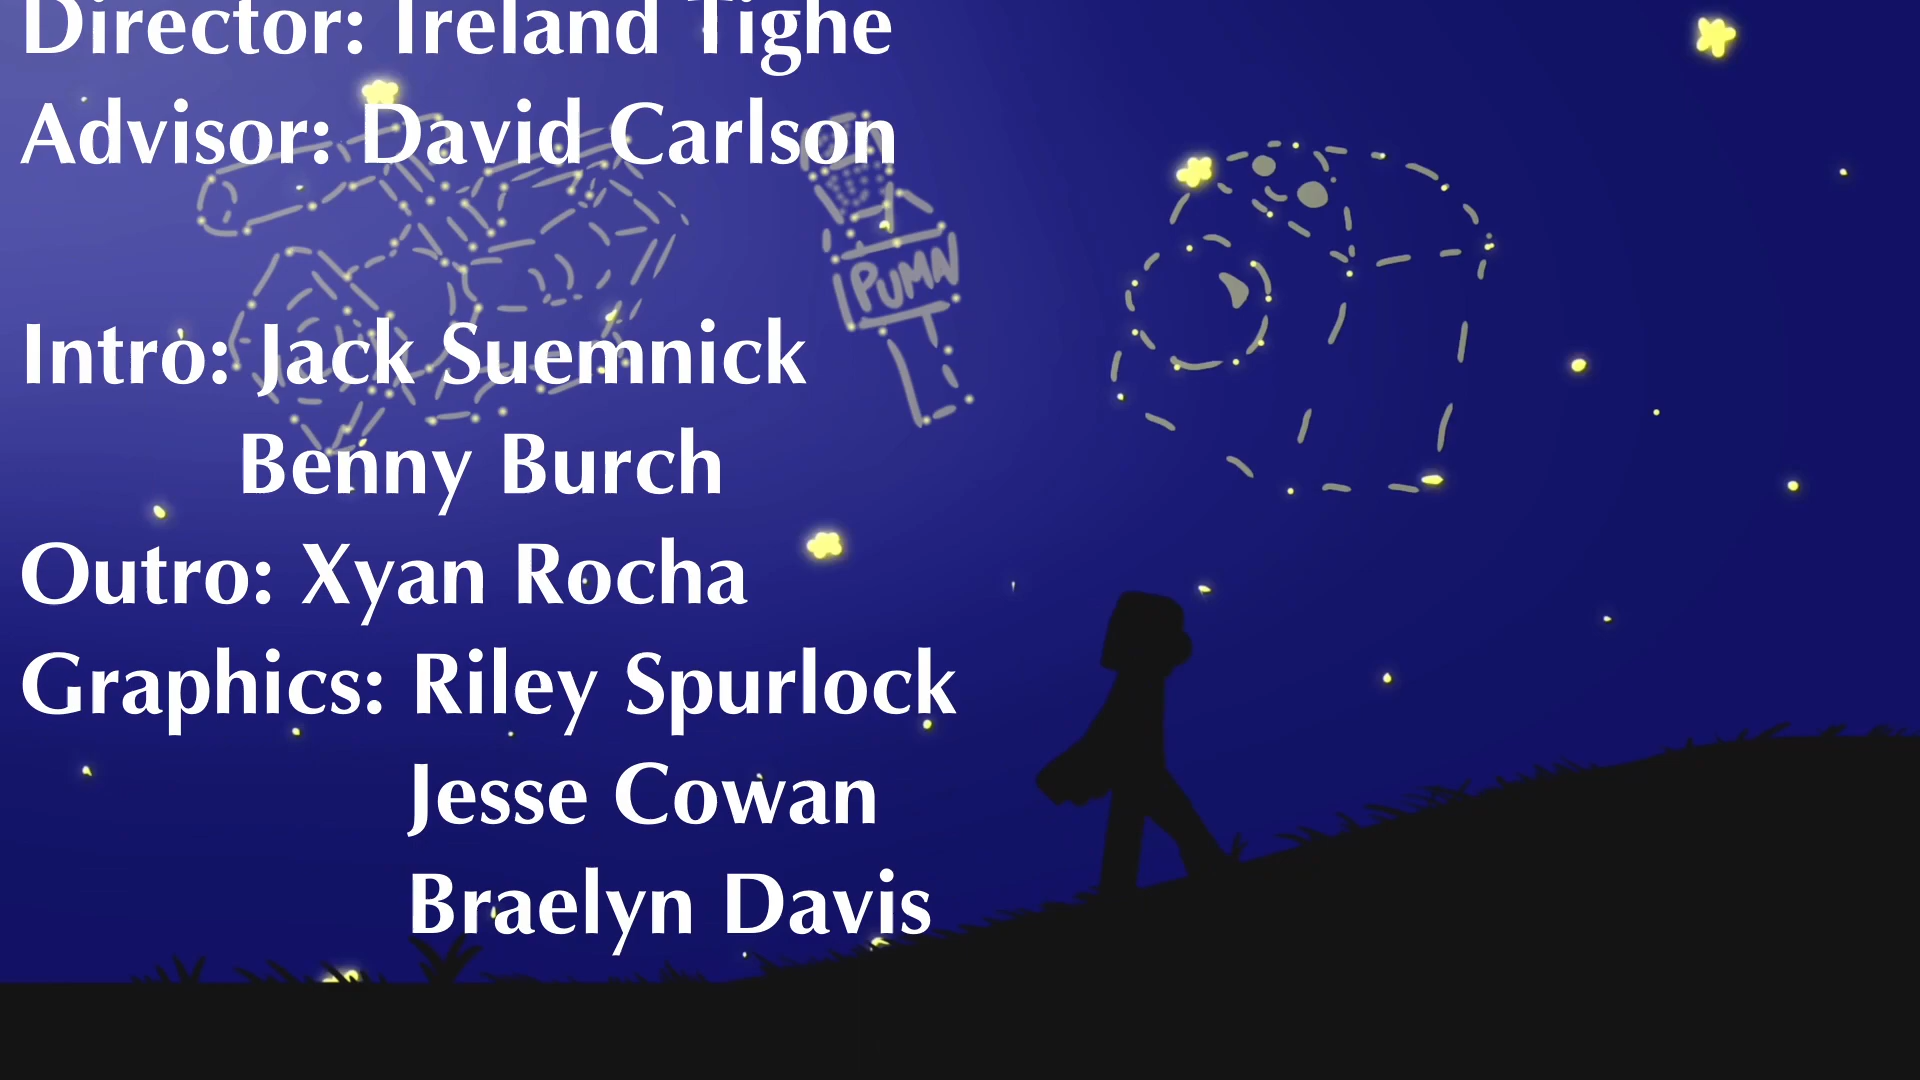 Director: Ireland Tighe
Advisor: David Carlson
PUMN
Intro: Jack Suemnick
Benny Burch
Outro: Xyan Rocha
Graphics: Riley Spurlock
Jesse Cowan
Braelyn Davis